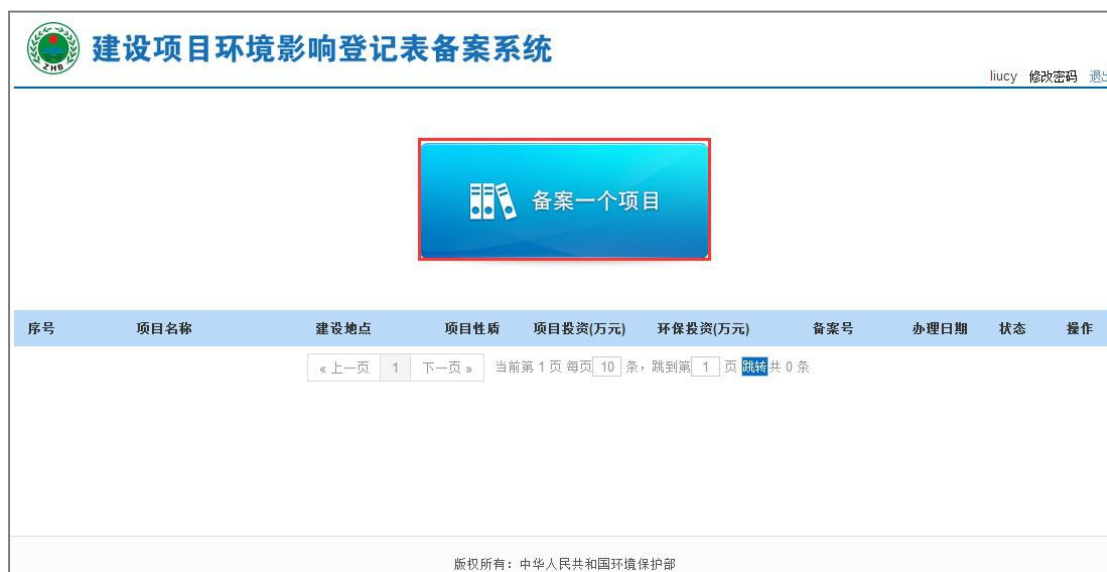 ZHB
建设项目环境影响登记表备案系统
liucy 修改密码 退出
备案一个项目
序号 项目名称 建设地点 项目性质 项目投资(万元) 环保投资(万元) 备案号 办理日期 状态 操作
« 上一页 1 下一页 » 当前第 1 页 每页 10 条，跳到第 1 页 跳转 共 0 条
版权所有：中华人民共和国环境保护部